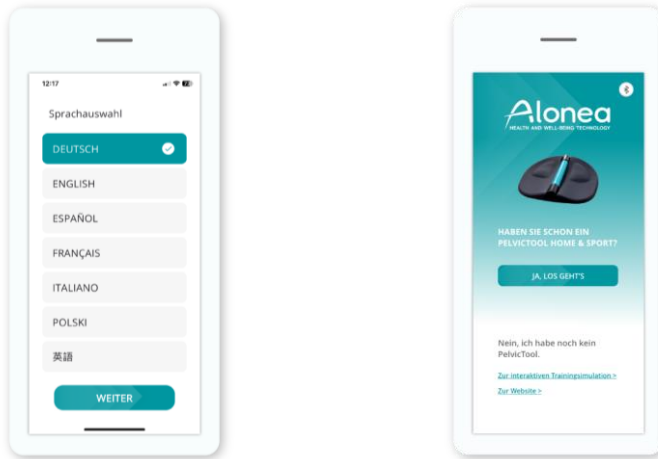 12:17
Sprachauswahl
DEUTSCH
ENGLISH
ESPAÑOL
FRANÇAIS
ITALIANO
POLSKI
英語
WEITER
Alonea
HEALTH AND WELL-BEING TECHNOLOGY
HABEN SIE SCHON EIN
PELVICTOOL HOME & SPORT?
JA, LOS GEHT'S
Nein, ich habe noch kein
PelvicTool.
Zur interaktiven Trainingsimulation >
Zur Website >